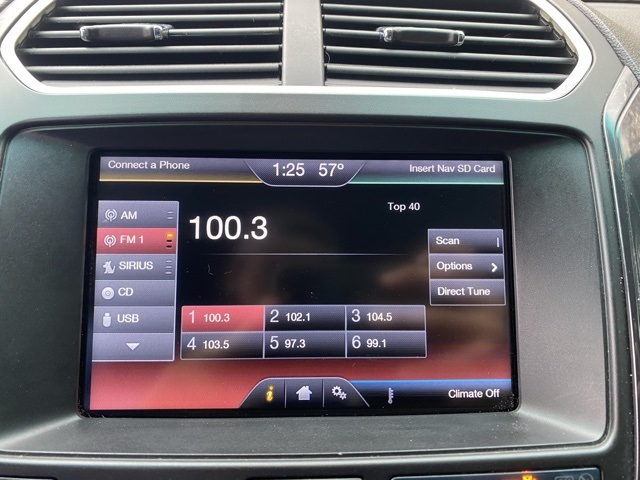 Connect a Phone
1:25 57°
Insert Nav SD Card
AM
FM 1
SIRIUS
CD
USB
100.3
Top 40
Scan
Options
Direct Tune
1 100.3 2 102.1 3 104.5
4 103.5 5 97.3 6 99.1
i
Climate Off